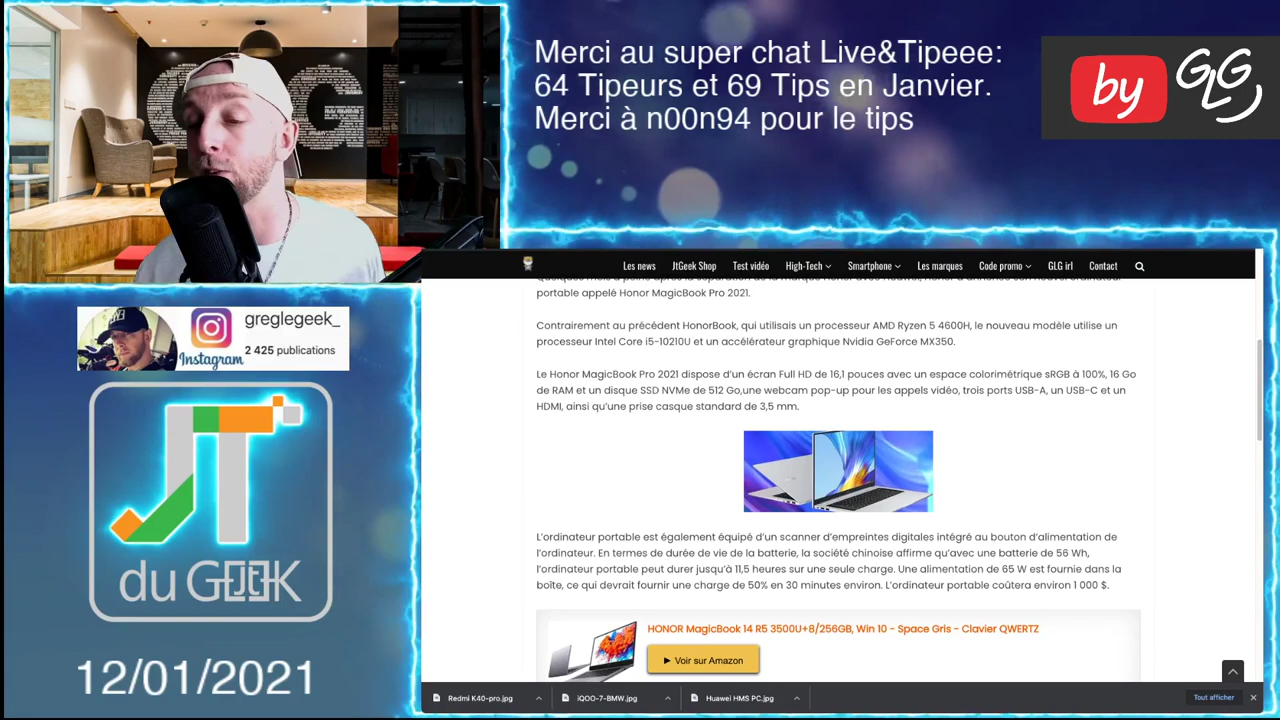 Merci au super chat Live&Tipeee:
64 Tipeurs et 69 Tips en Janvier.
Merci à n00n94 pour le tips
by GLG
Les news JtGeek Shop Test vidéo High-Tech Smartphone Les marques Code promo GLG irl Contact
portable appelé Honor MagicBook Pro 2021.
Contrairement au précédent HonorBook, qui utilisais un processeur AMD Ryzen 5 4600H, le nouveau modèle utilise un
processeur Intel Core i5-10210U et un accélérateur graphique Nvidia GeForce MX350.
Le Honor MagicBook Pro 2021 dispose d'un écran Full HD de 16,1 pouces avec un espace colorimétrique sRGB à 100%, 16 Go
de RAM et un disque SSD NVMe de 512 Go,une webcam pop-up pour les appels vidéo, trois ports USB-A, un USB-C et un
HDMI, ainsi qu'une prise casque standard de 3,5 mm.
L'ordinateur portable est également équipé d'un scanner d'empreintes digitales intégré au bouton d'alimentation de
l'ordinateur. En termes de durée de vie de la batterie, la société chinoise affirme qu'avec une batterie de 56 Wh,
l'ordinateur portable peut durer jusqu'à 11,5 heures sur une seule charge. Une alimentation de 65 W est fournie dans la
boîte, ce qui devrait fournir une charge de 50% en 30 minutes environ. L'ordinateur portable coûtera environ 1 000 $.
HONOR MagicBook 14 R5 3500U+8/256GB, Win 10 - Space Gris - Clavier QWERTZ
► Voir sur Amazon
Redmi K40-pro.jpg iQOO-7-BMW.jpg Huawei HMS PC.jpg Tout afficher
greglegeek_
Instagram
2 425 publications
JT
du GEEK
12/01/2021